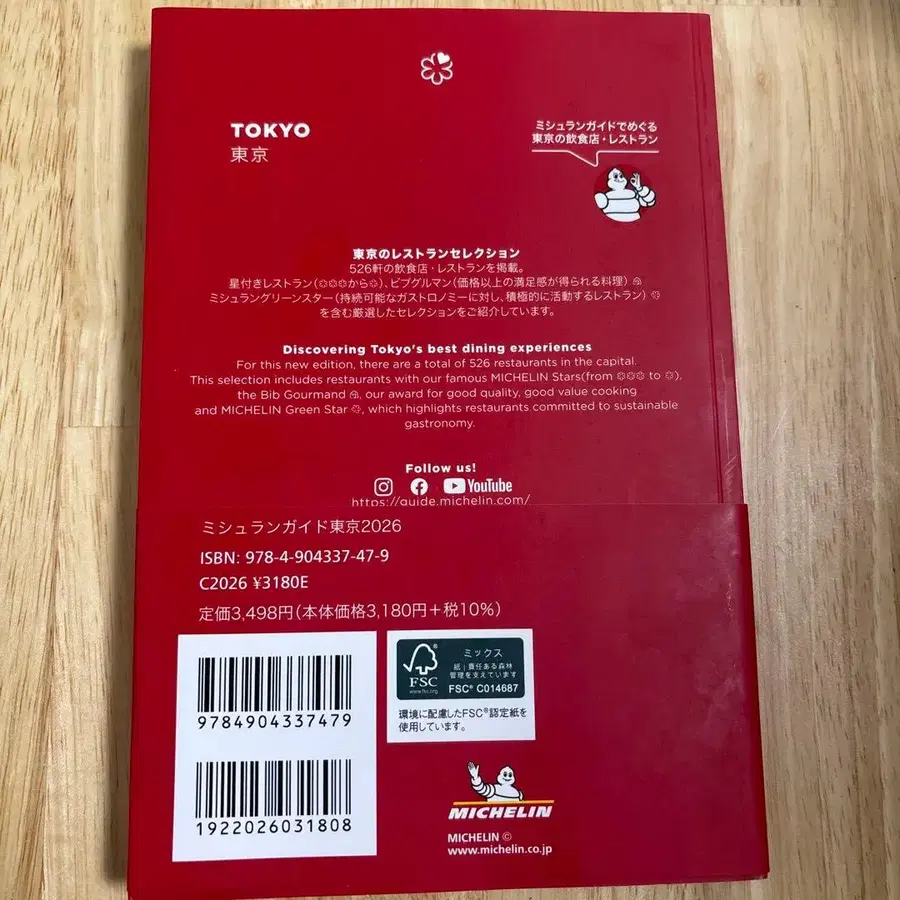 TOKYO
東京
ミシュランガイドでめぐる
東京の飲食店・レストラン
東京のレストランセレクション
526軒の飲食店・レストランを掲載。
星付きレストラン(❀❀❀から❀)、ビブグルマン(価格以上の満足感が得られる料理)
ミシュラングリーンスター(持続可能なガストロノミーに対し、積極的に活動するレストラン)
を含む厳選したセレクションをご紹介しています。
Discovering Tokyo's best dining experiences
For this new edition, there are a total of 526 restaurants in the capital.
This selection includes restaurants with our famous MICHELIN Stars(from ❀❀❀ to ❀),
the Bib Gourmand , our award for good quality, good value cooking
and MICHELIN Green Star , which highlights restaurants committed to sustainable
gastronomy.
Follow us!
YouTube
https://guide.michelin.com/
ミシュランガイド東京2026
ISBN: 978-4-904337-47-9
C2026 ¥3180E
定価3,498円(本体価格3,180円+税10%)
9784904337479
1922026031808
FSC
www.fsc.org
ミックス
紙|責任ある森林
管理を支えています
FSC® C014687
環境に配慮したFSC®認定紙を
使用しています。
MICHELIN
MICHELIN ©
www.michelin.co.jp